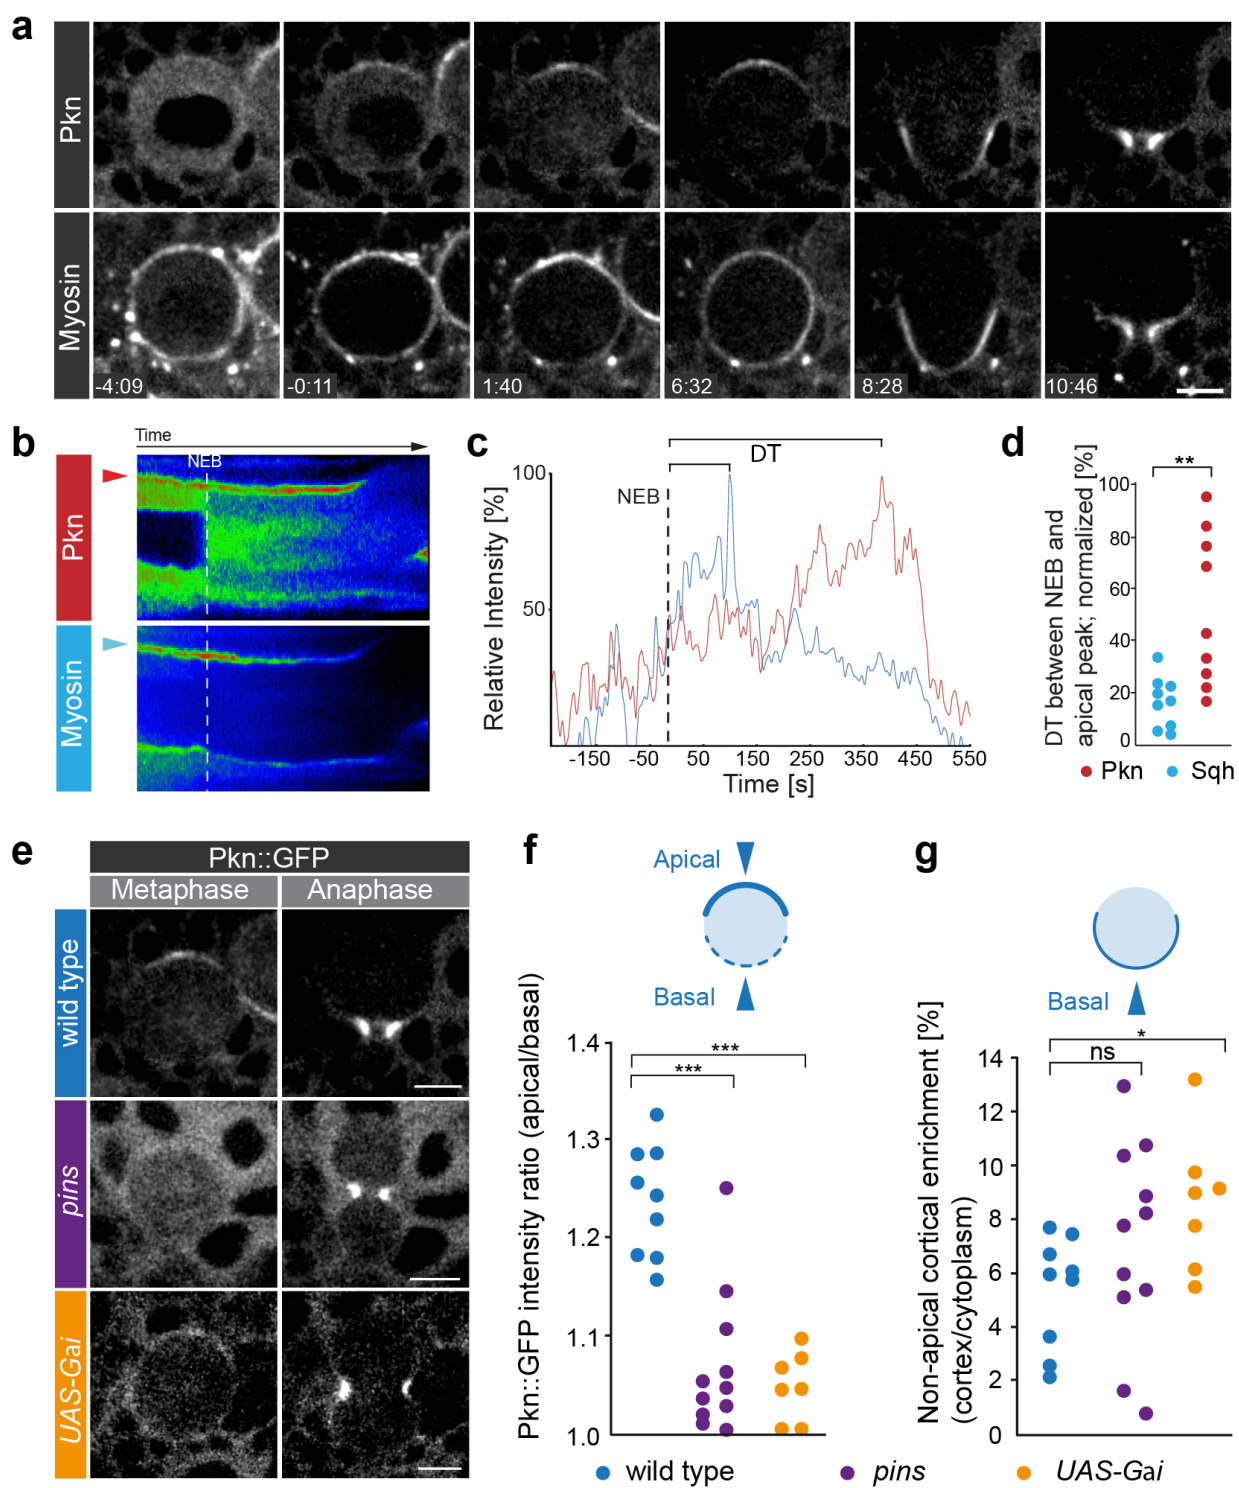 a
Pkn
Myosin
-4:09
-0:11
1:40
6:32
8:28
10:46
b
Time
NEB
Pkn
Myosin
c
DT
NEB
Relative Intensity [%]
100
50
-150
-50
50
150
250
350
450
550
Time [s]
d
DT between NEB and
apical peak; normalized [%]
**
100
80
60
40
20
0
Pkn
Sqh
e
Pkn::GFP
Metaphase
Anaphase
wild type
pins
UAS-Gai
f
Apical
Basal
Pkn::GFP intensity ratio (apical/basal)
***
***
1.4
1.3
1.2
1.1
1.0
g
Basal
Non-apical cortical enrichment [%]
(cortex/cytoplasm)
*
ns
14
12
10
8
6
4
2
0
wild type
pins
UAS-Gai